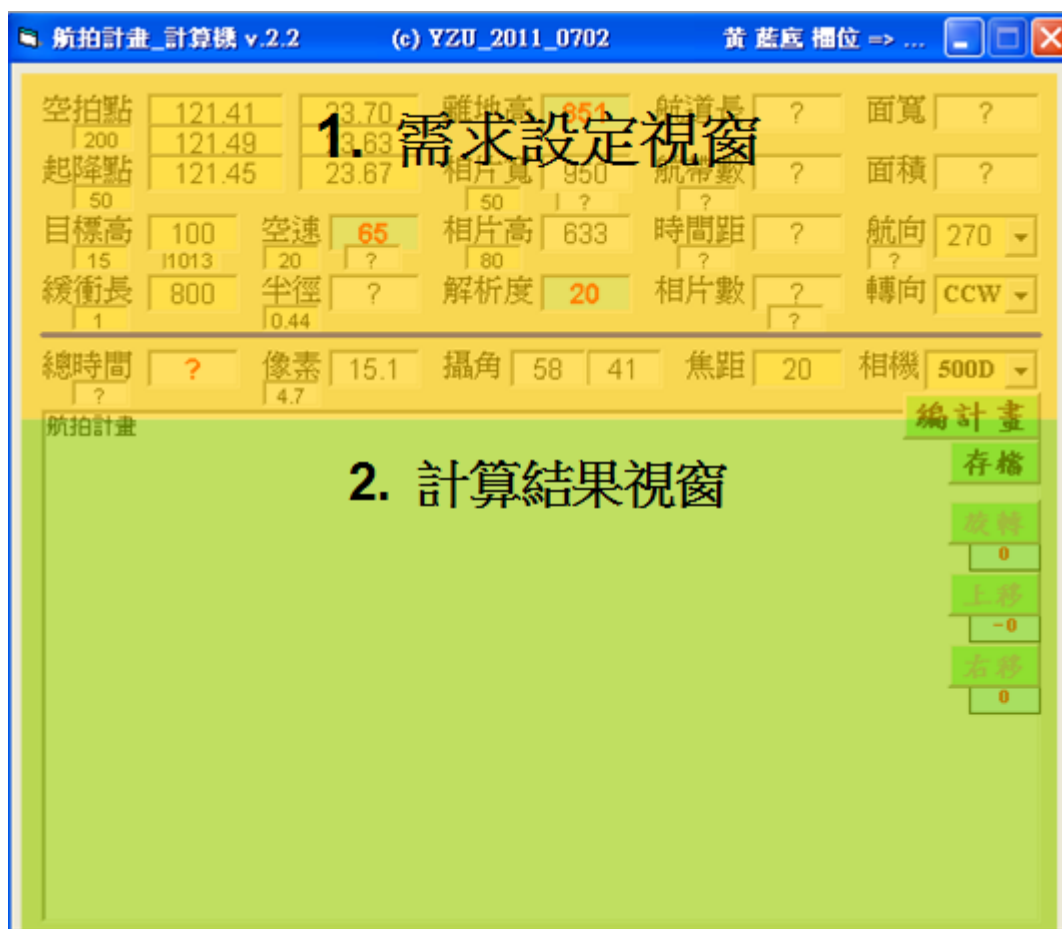 航拍計畫_計算機 v.2.2 (c) YZU_2011_0702 黃 藍底 欄位 => ...
空拍點 121.41 23.70 離地高 851 航道長 ? 面寬 ?
200 121.49 23.63
1. 需求設定視窗
起降點 121.45 23.67 相片寬 950 航帶數 ? 面積 ?
50 50 ? ?
目標高 100 空速 65 相片高 633 時間距 ? 航向 270
15 1013 20 ? 80 ? ?
緩衝長 800 半徑 ? 解析度 20 相片數 ? 轉向 CCW
1 0.44 ?
總時間 ? 像素 15.1 攝角 58 41 焦距 20 相機 500D
? 4.7
編計畫
航拍計畫
存檔
2. 計算結果視窗
旋轉
0
上移
-0
右移
0